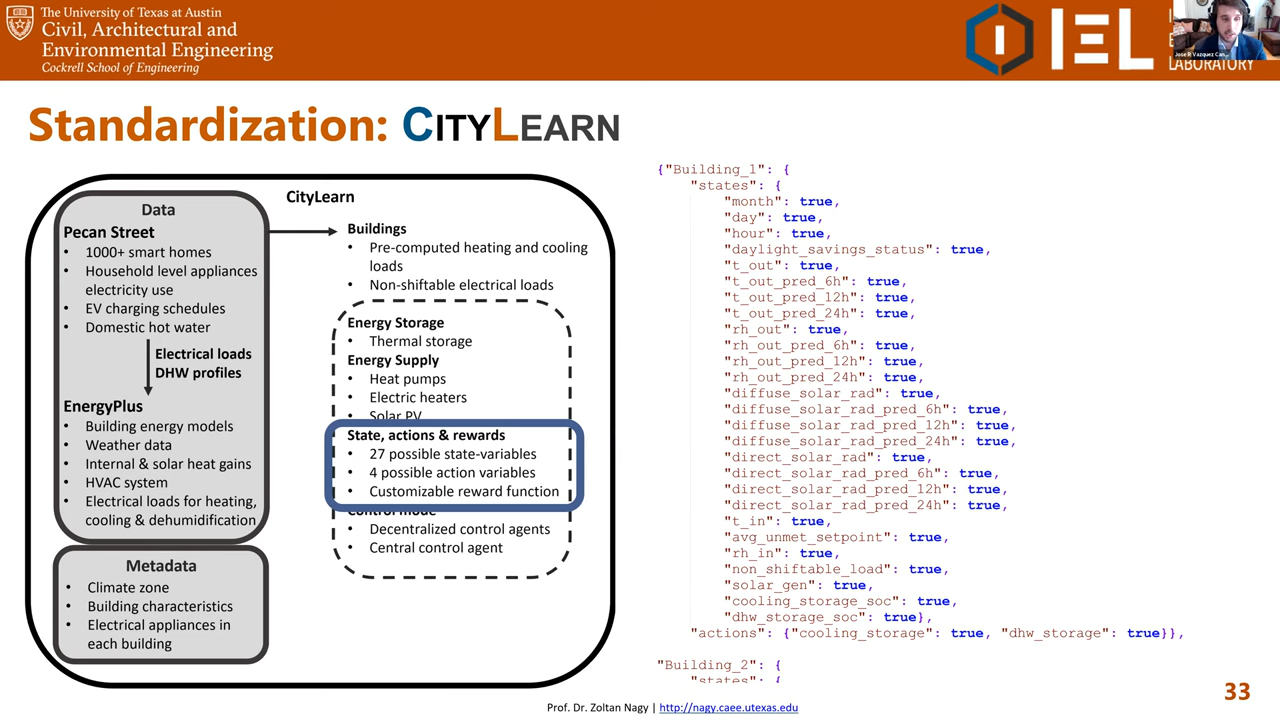 The University of Texas at Austin
Civil, Architectural and
Environmental Engineering
Cockrell School of Engineering
IEL
LABORATORY
Jose R Vazquez Can...
Standardization: CITYLEARN
CityLearn
Data
Pecan Street
• 1000+ smart homes
• Household level appliances
electricity use
• EV charging schedules
• Domestic hot water
Electrical loads
DHW profiles
EnergyPlus
• Building energy models
• Weather data
• Internal & solar heat gains
• HVAC system
• Electrical loads for heating,
cooling & dehumidification
Metadata
• Climate zone
• Building characteristics
• Electrical appliances in
each building
Buildings
• Pre-computed heating and cooling
loads
• Non-shiftable electrical loads
Energy Storage
• Thermal storage
Energy Supply
• Heat pumps
• Electric heaters
• Solar PV
State, actions & rewards
• 27 possible state-variables
• 4 possible action variables
• Customizable reward function
Control mode
• Decentralized control agents
• Central control agent
{"Building_1": {
"states": {
"month": true,
"day": true,
"hour": true,
"daylight_savings_status": true,
"t_out": true,
"t_out_pred_6h": true,
"t_out_pred_12h": true,
"t_out_pred_24h": true,
"rh_out": true,
"rh_out_pred_6h": true,
"rh_out_pred_12h": true,
"rh_out_pred_24h": true,
"diffuse_solar_rad": true,
"diffuse_solar_rad_pred_6h": true,
"diffuse_solar_rad_pred_12h": true,
"diffuse_solar_rad_pred_24h": true,
"direct_solar_rad": true,
"direct_solar_rad_pred_6h": true,
"direct_solar_rad_pred_12h": true,
"direct_solar_rad_pred_24h": true,
"t_in": true,
"avg_unmet_setpoint": true,
"rh_in": true,
"non_shiftable_load": true,
"solar_gen": true,
"cooling_storage_soc": true,
"dhw_storage_soc": true},
"actions": {"cooling_storage": true, "dhw_storage": true}},
"Building_2": {
"states": {
Prof. Dr. Zoltan Nagy | http://nagy.caee.utexas.edu
33